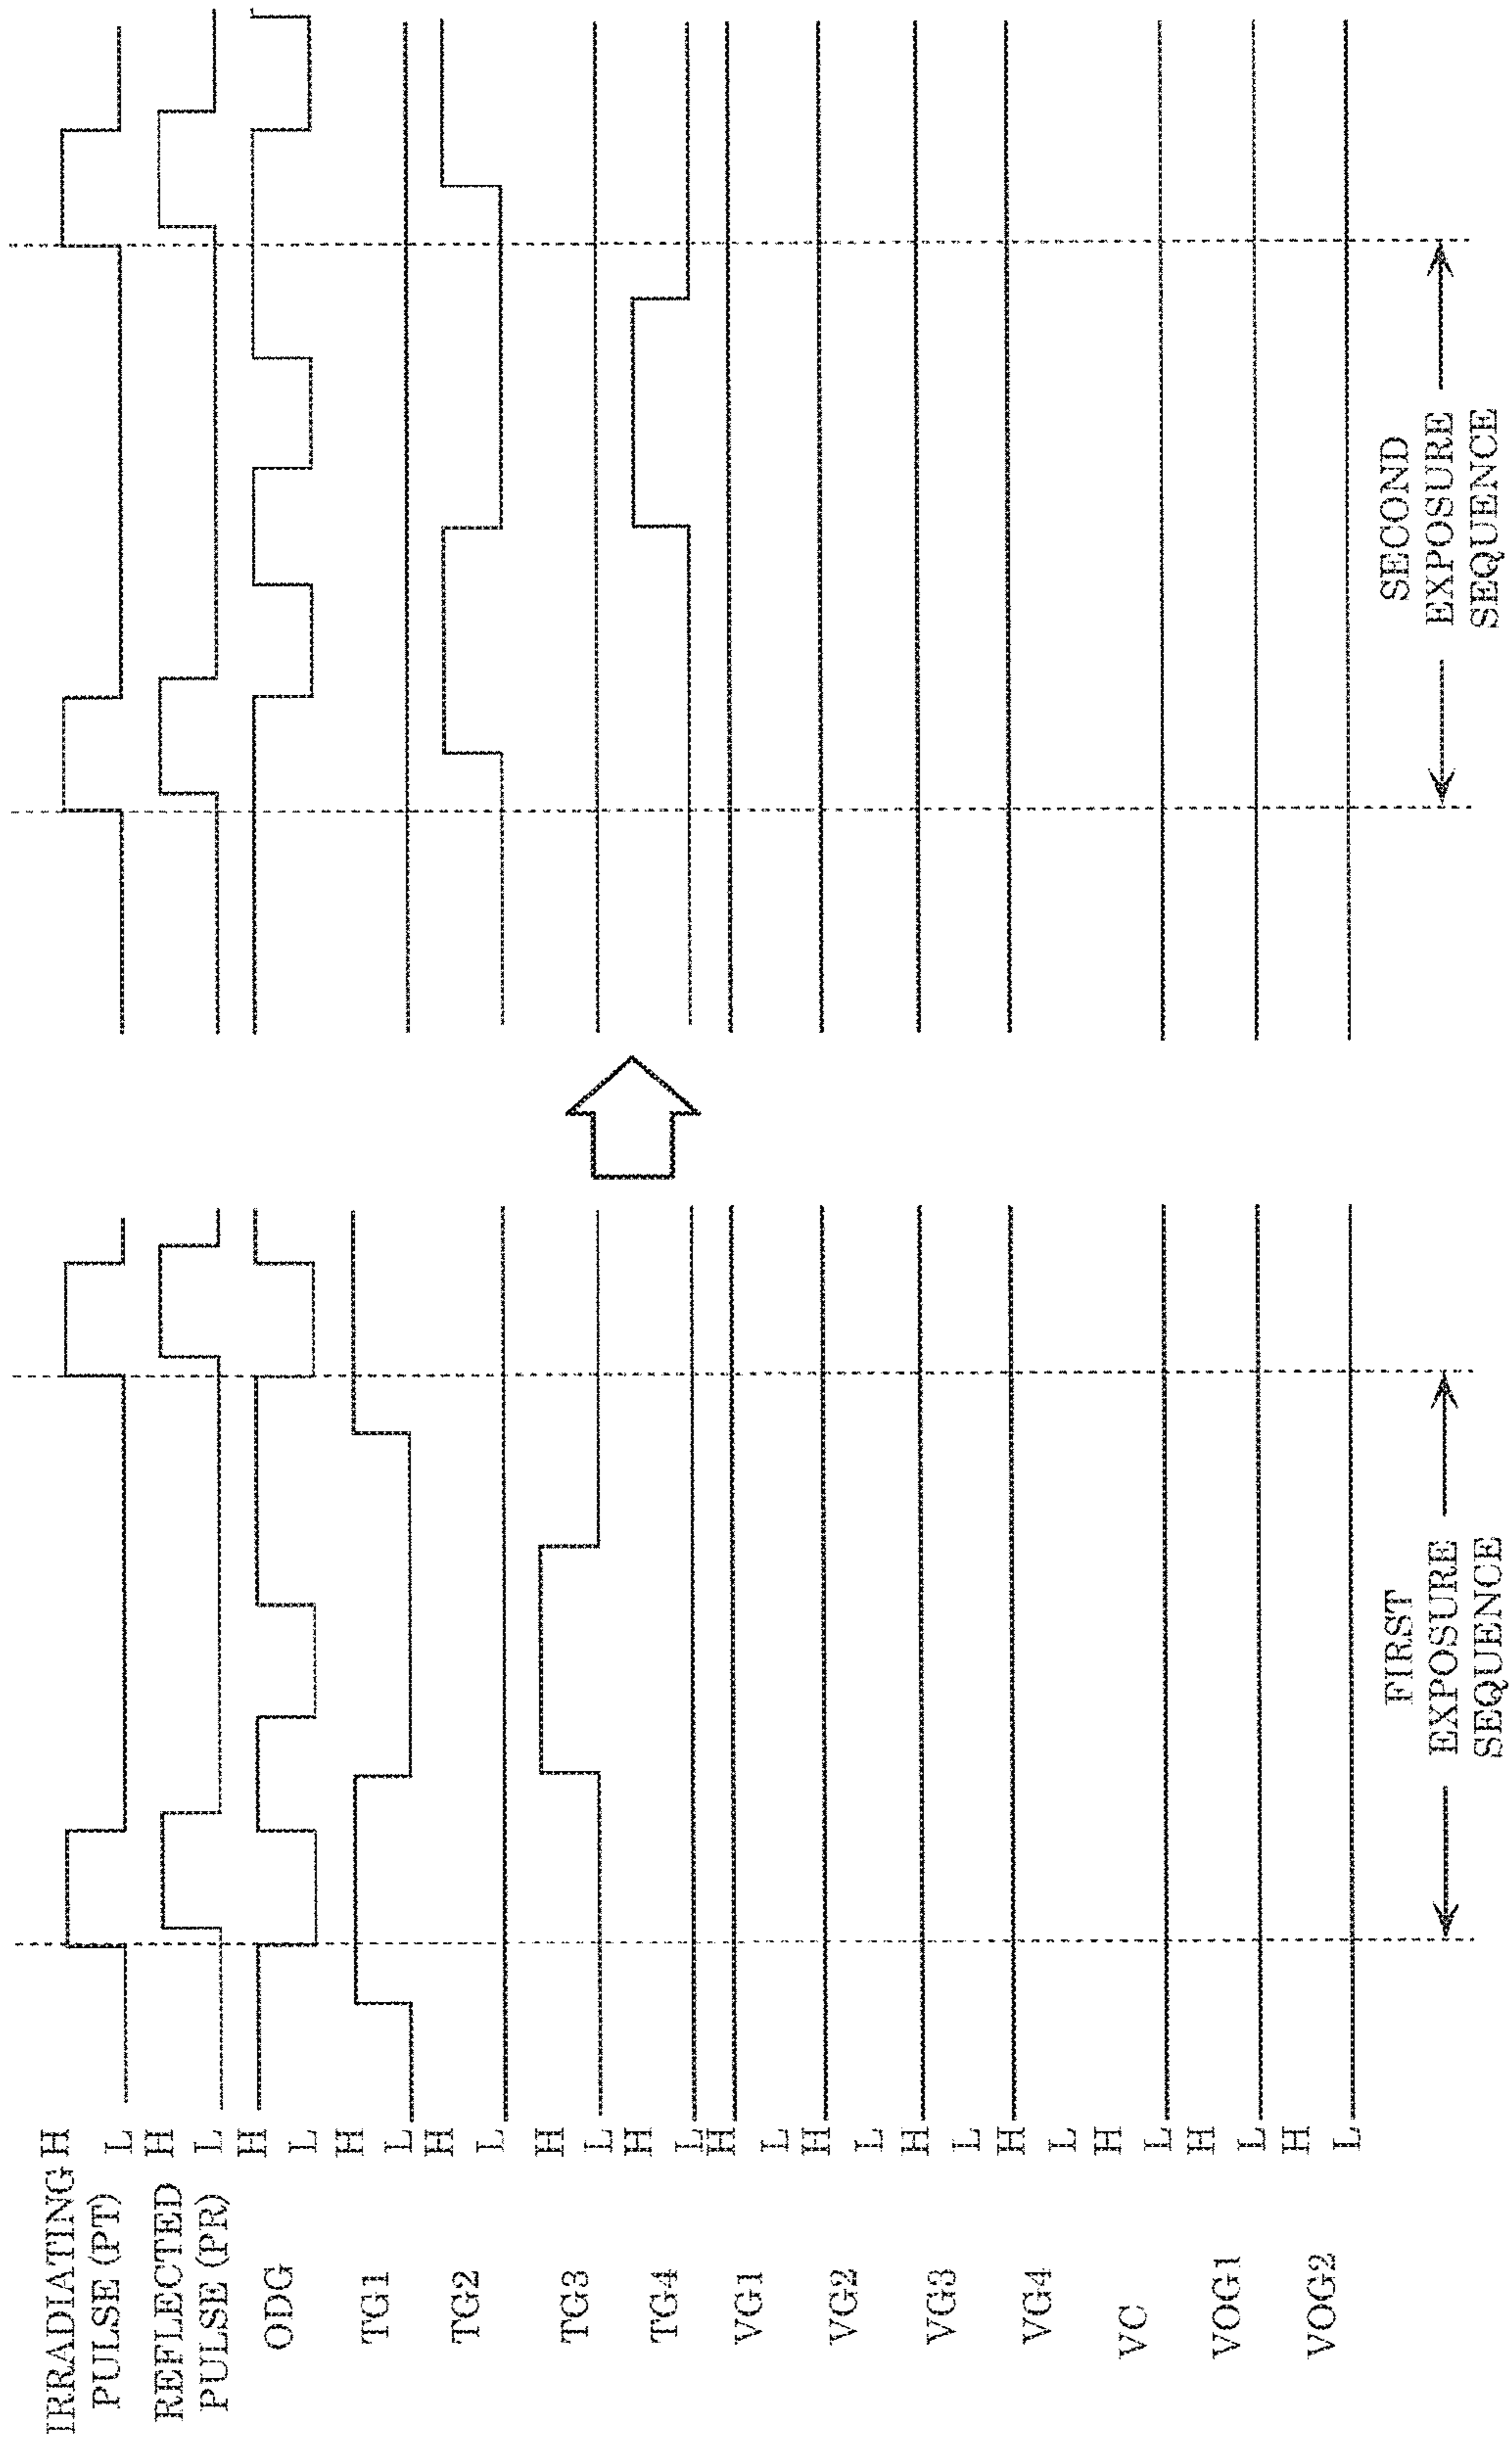 IRRADIATING H
PULSE (PT) L
REFLECTED H
PULSE (PR) L
ODG H
L
TG1 H
L
TG2 H
L
TG3 H
L
TG4 H
L
VG1 H
L
VG2 H
L
VG3 H
L
VG4 H
L
VC H
L
VOG1 H
L
VOG2 H
L
FIRST
EXPOSURE
SEQUENCE
SECOND
EXPOSURE
SEQUENCE